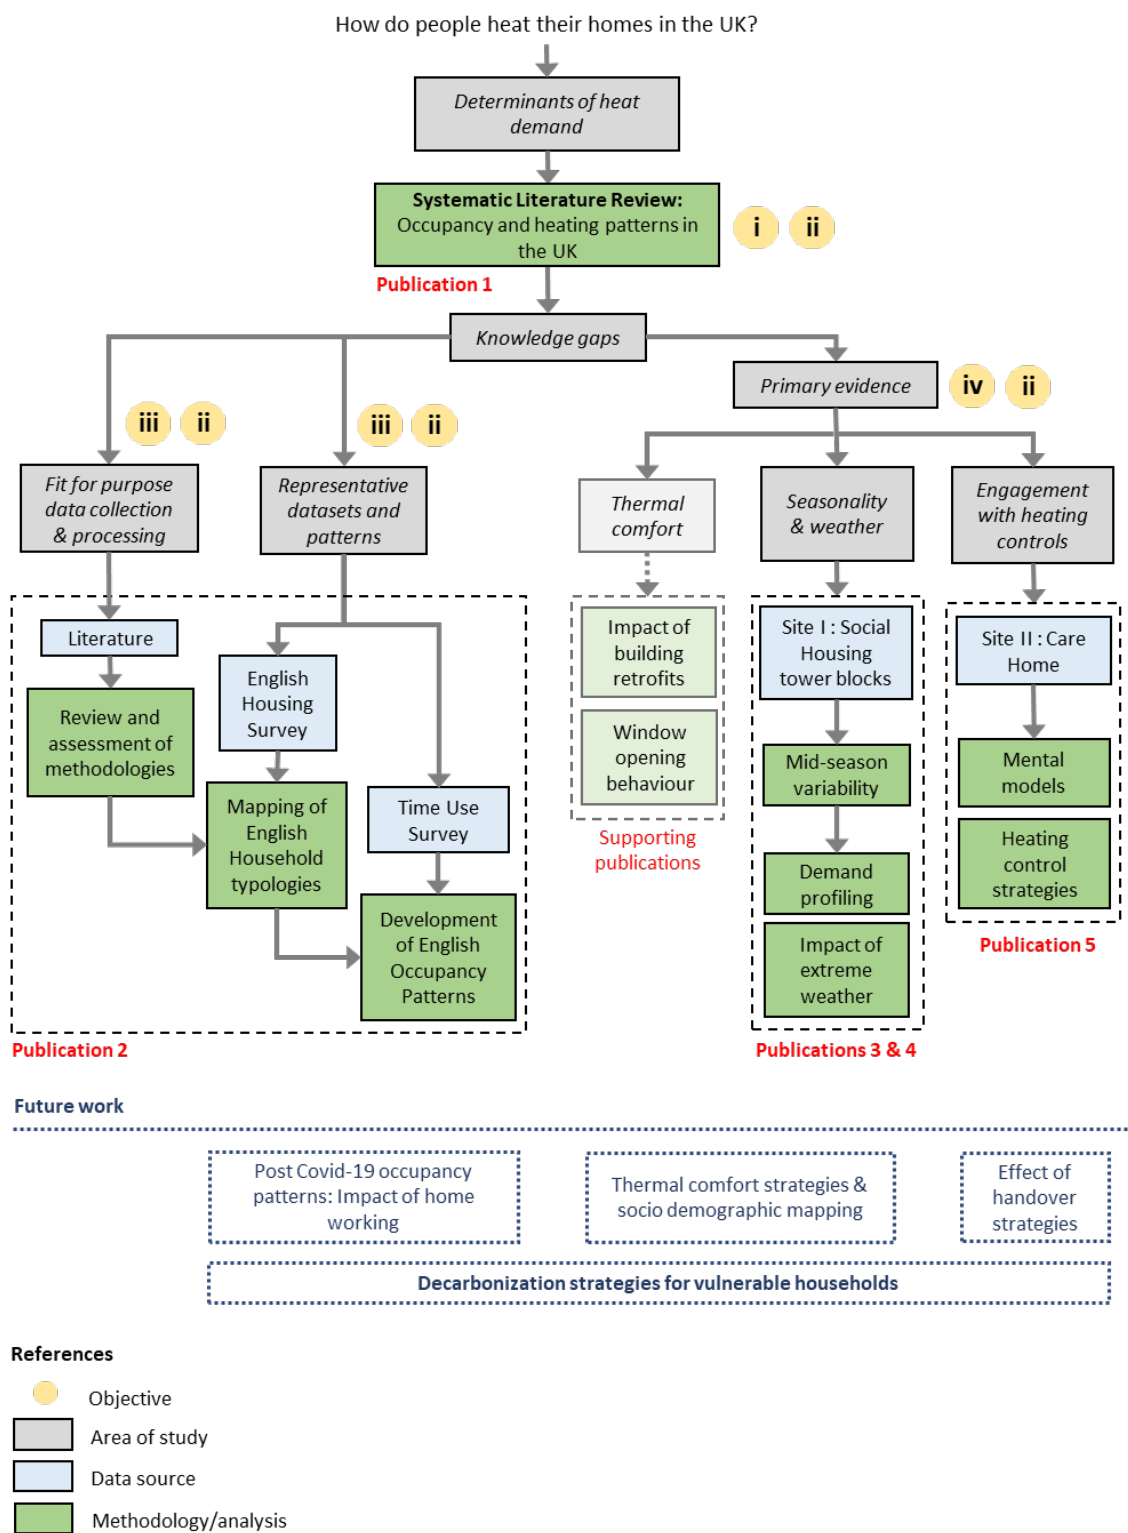 How do people heat their homes in the UK?
Determinants of heat
demand
Systematic Literature Review:
Occupancy and heating patterns in
the UK
i
ii
Publication 1
Knowledge gaps
Primary evidence
iv
ii
iii
ii
iii
ii
Fit for purpose
data collection
& processing
Representative
datasets and
patterns
Thermal
comfort
Seasonality
& weather
Engagement
with heating
controls
Literature
Review and
assessment of
methodologies
English
Housing
Survey
Mapping of
English
Household
typologies
Time Use
Survey
Development
of English
Occupancy
Patterns
Publication 2
Impact of
building
retrofits
Window
opening
behaviour
Supporting
publications
Site I : Social
Housing
tower blocks
Mid-season
variability
Demand
profiling
Impact of
extreme
weather
Publications 3 & 4
Site II : Care
Home
Mental
models
Heating
control
strategies
Publication 5
Future work
Post Covid-19 occupancy
patterns: Impact of home
working
Thermal comfort strategies &
socio demographic mapping
Effect of
handover
strategies
Decarbonization strategies for vulnerable households
References
Objective
Area of study
Data source
Methodology/analysis